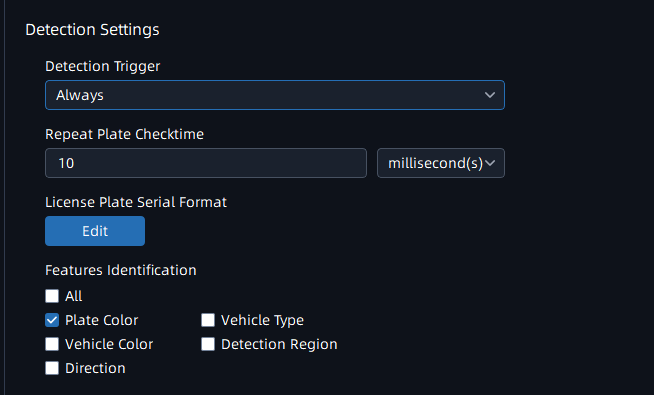 Detection Settings
Detection Trigger
Always
Repeat Plate Checktime
10 millisecond(s)
License Plate Serial Format
Edit
Features Identification
All
Plate Color Vehicle Type
Vehicle Color Detection Region
Direction